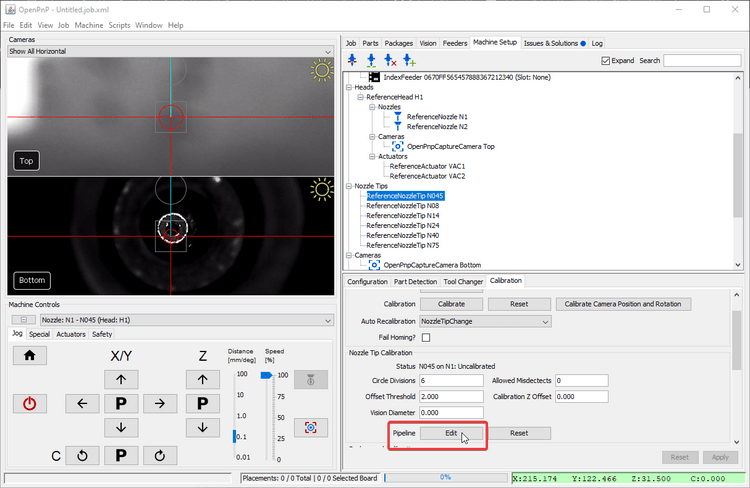 OpenPnP - Untitled.job.xml
File Edit View Job Machine Scripts Window Help
Cameras
Show All Horizontal
Top
Bottom
Machine Controls
Nozzle: N1 - N045 (Head: H1)
Jog Special Actuators Safety
X/Y Z Distance [mm/deg] Speed [%]
100 100
10 75
P P 1.0 50
0.1 25
C P 0.01 0
Job Parts Packages Vision Feeders Machine Setup Issues & Solutions Log
Expand Search
IndexFeeder 0670FF565457888367212340 (Slot: None)
Heads
ReferenceHead H1
Nozzles
ReferenceNozzle N1
ReferenceNozzle N2
Cameras
OpenPnpCaptureCamera Top
Actuators
ReferenceActuator VAC1
ReferenceActuator VAC2
Nozzle Tips
ReferenceNozzleTip N045
ReferenceNozzleTip N08
ReferenceNozzleTip N14
ReferenceNozzleTip N24
ReferenceNozzleTip N40
ReferenceNozzleTip N75
Cameras
OpenPnpCaptureCamera Bottom
Configuration Part Detection Tool Changer Calibration
Calibration Calibrate Reset Calibrate Camera Position and Rotation
Auto Recalibration NozzleTipChange
Fail Homing?
Nozzle Tip Calibration
Status N045 on N1: Uncalibrated
Circle Divisions 6 Allowed Misdetects 0
Offset Threshold 2.000 Calibration Z Offset 0.000
Vision Diameter 0.000
Pipeline Edit Reset
Reset Apply
Placements: 0 / 0 Total | 0 / 0 Selected Board 0% X:215.174 Y:122.466 Z:31.500 C:0.000